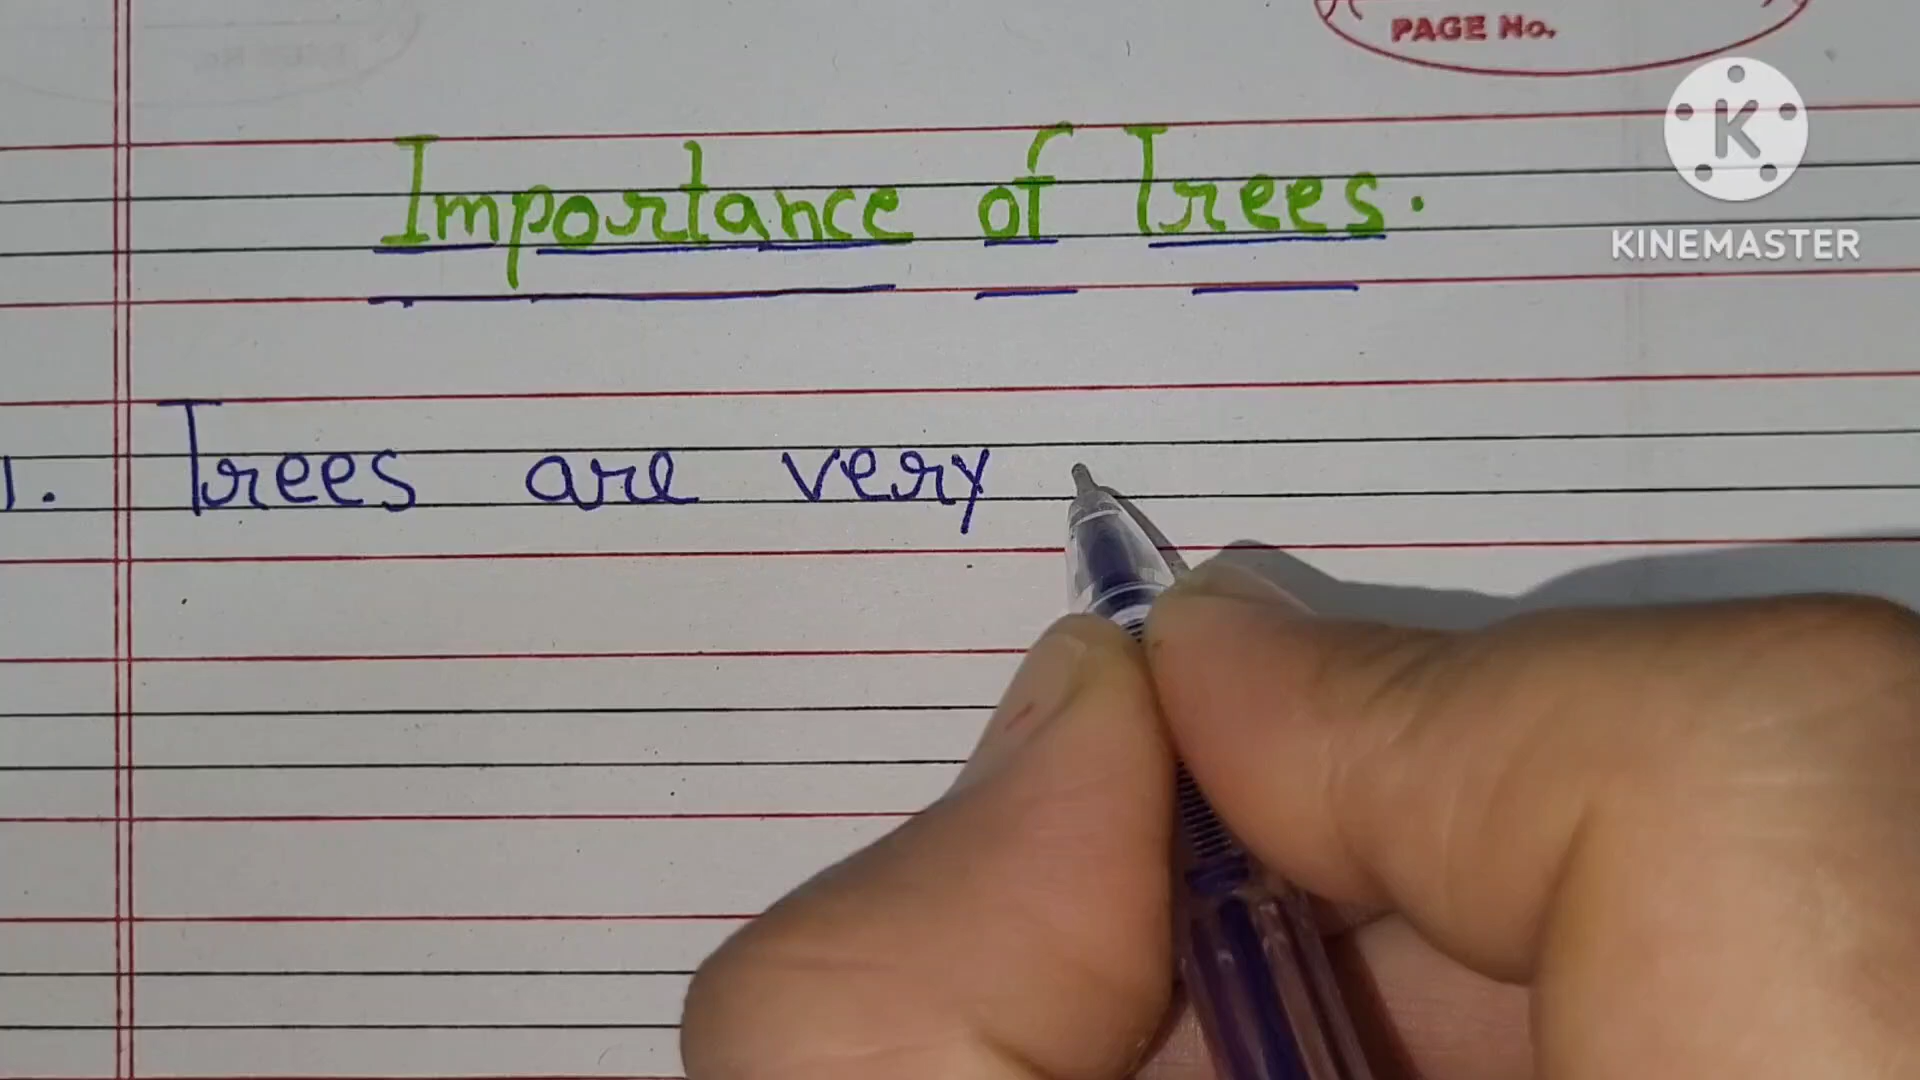 PAGE No.
Importance of Trees.
KINEMASTER
1. Trees are very